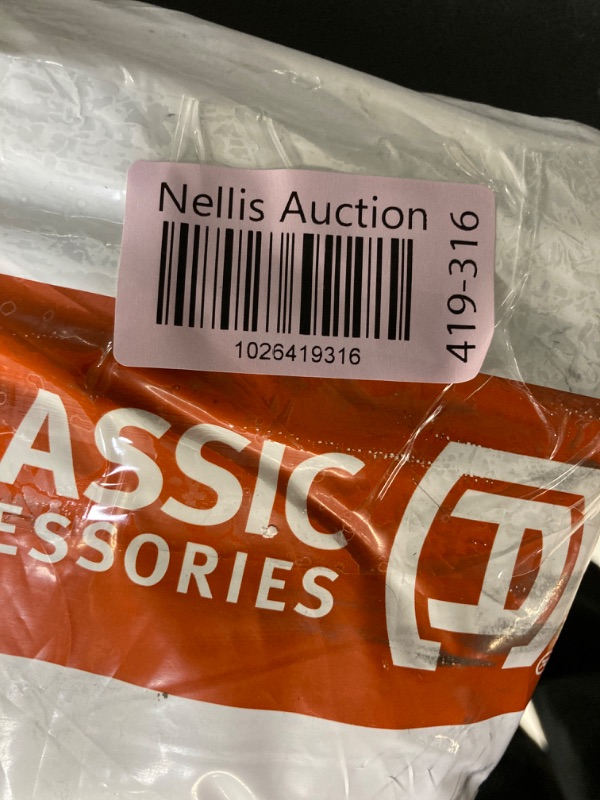 Nellis Auction
419-316
1026419316
ASSIC
ESSORIES